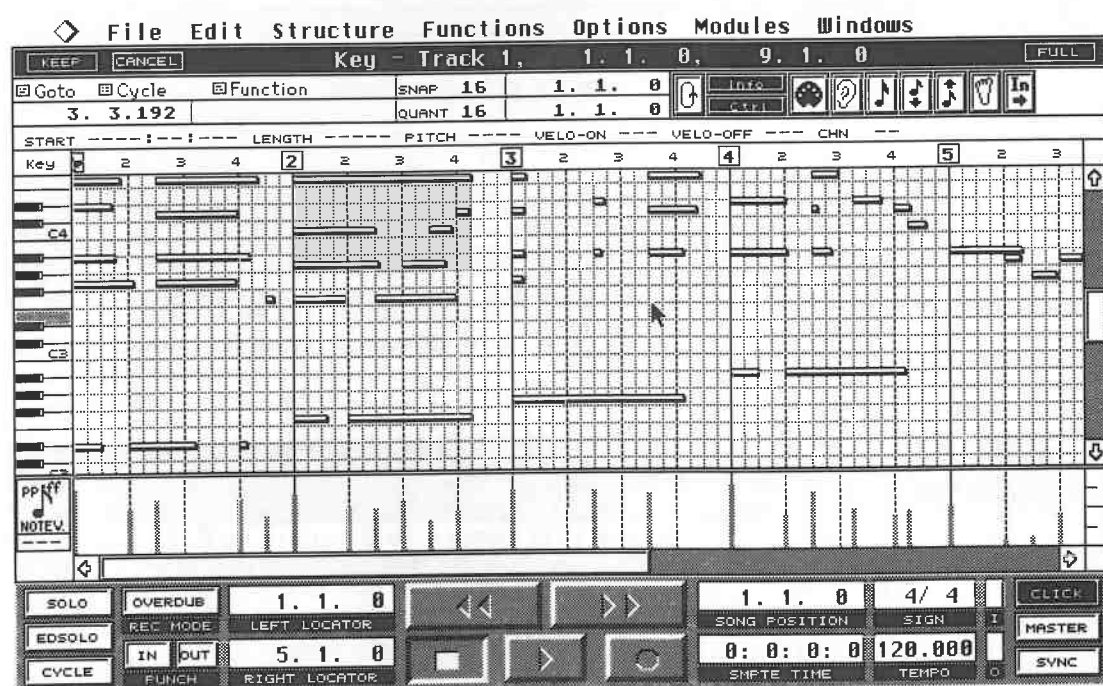 File Edit Structure Functions Options Modules Windows
KEEP CANCEL Key - Track 1, 1. 1. 0, 9. 1. 0 FULL
Goto Cycle Function SNAP 16 1. 1. 0 Info In
3. 3.192 QUANT 16 1. 1. 0 Ctrl
START -----:--:--- LENGTH ----- PITCH ---- VELO-ON --- VELO-OFF --- CHN --
Key 2 3 4 2 2 3 4 3 2 3 4 4 2 3 4 5 2 3
C4
C3
PP ff
NOTEV.
---
SOLO OVERDUB 1. 1. 0 1. 1. 0 4/ 4 CLICK
REC MODE LEFT LOCATOR SONG POSITION SIGN I
EDSOLO MASTER
IN OUT 5. 1. 0 0: 0: 0: 0 120.000
CYCLE PUNCH RIGHT LOCATOR SMPTE TIME TEMPO O SYNC